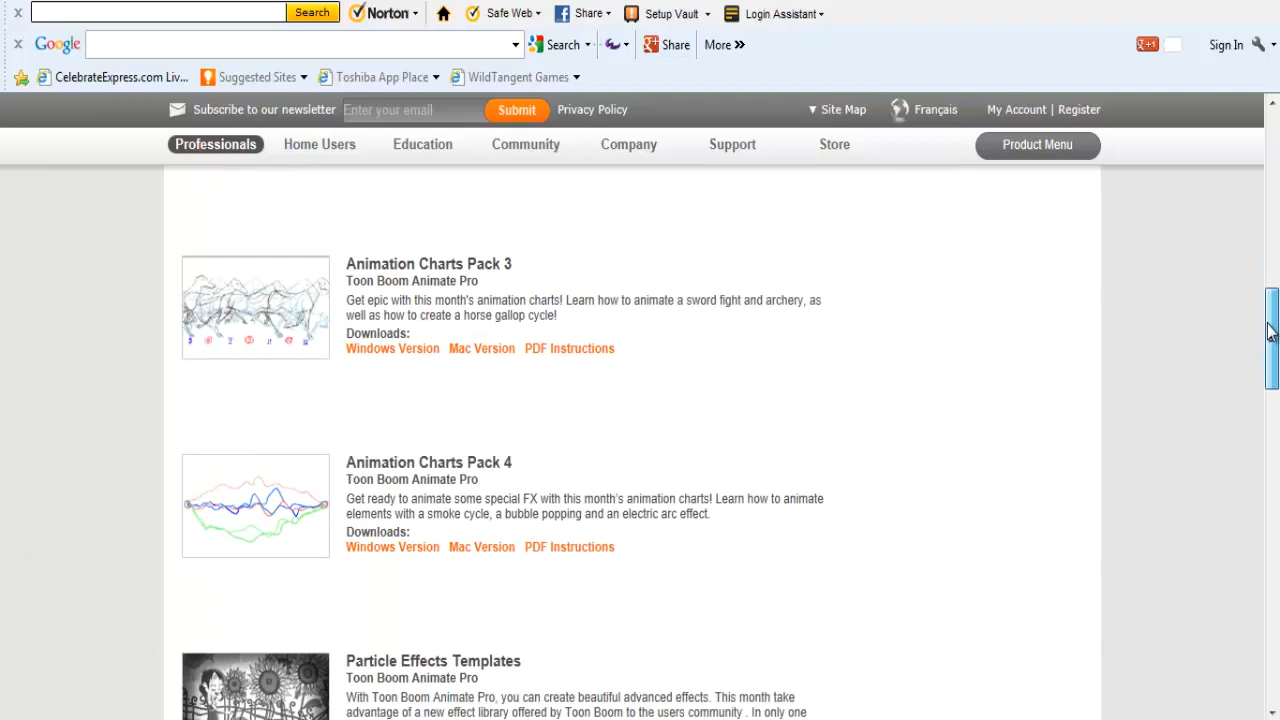 x Search Norton Safe Web Share Setup Vault Login Assistant
x Google Search Share More » +1 Sign In
CelebrateExpress.com Liv... Suggested Sites Toshiba App Place WildTangent Games
Subscribe to our newsletter Enter your email Submit Privacy Policy ▼ Site Map Français My Account | Register
Professionals Home Users Education Community Company Support Store Product Menu
Animation Charts Pack 3
Toon Boom Animate Pro
Get epic with this month's animation charts! Learn how to animate a sword fight and archery, as
well as how to create a horse gallop cycle!
Downloads:
Windows Version Mac Version PDF Instructions
Animation Charts Pack 4
Toon Boom Animate Pro
Get ready to animate some special FX with this month's animation charts! Learn how to animate
elements with a smoke cycle, a bubble popping and an electric arc effect.
Downloads:
Windows Version Mac Version PDF Instructions
Particle Effects Templates
Toon Boom Animate Pro
With Toon Boom Animate Pro, you can create beautiful advanced effects. This month take
advantage of a new effect library offered by Toon Boom to the users community . In only one